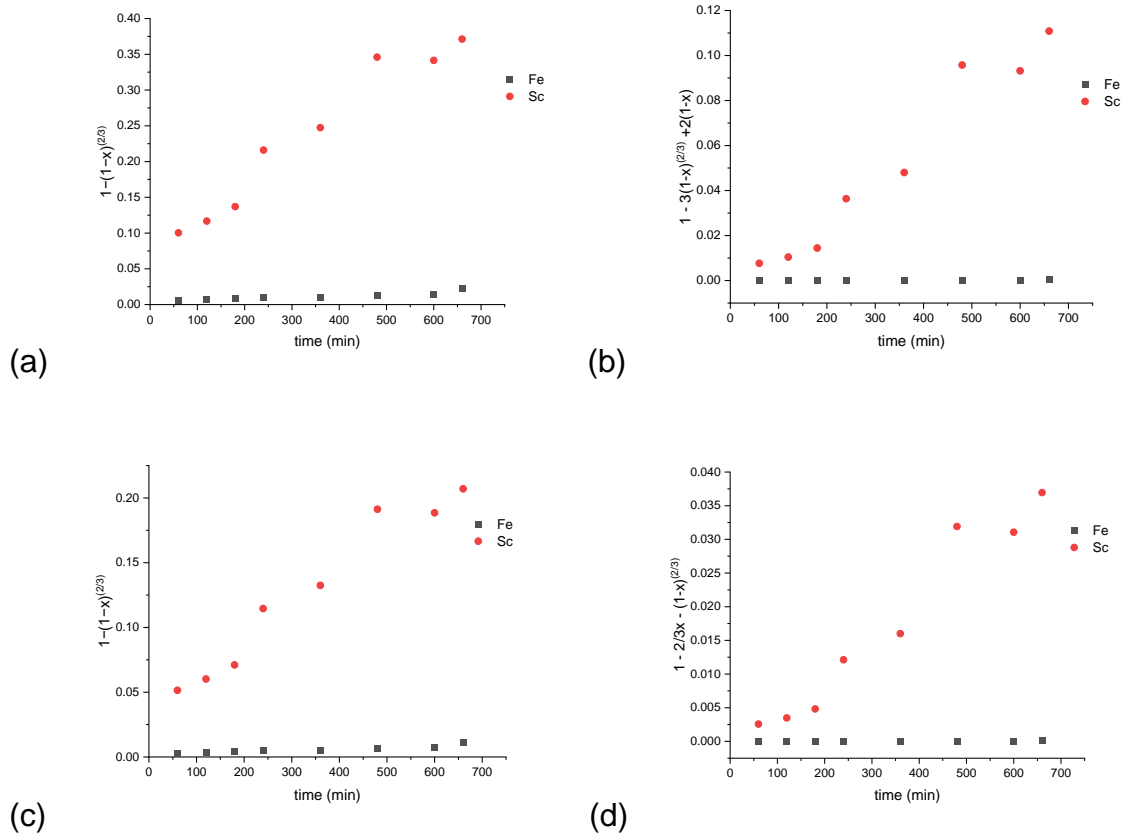 0.40
0.35
0.30
0.25
0.20
0.15
0.10
0.05
0.00
1−(1−x)^(2/3)
0 100 200 300 400 500 600 700
time (min)
Fe
Sc
(a)
0.12
0.10
0.08
0.06
0.04
0.02
0.00
1 - 3(1-x)^(2/3) +2(1-x)
0 100 200 300 400 500 600 700
time (min)
Fe
Sc
(b)
0.20
0.15
0.10
0.05
0.00
1−(1−x)^(2/3)
0 100 200 300 400 500 600 700
time (min)
Fe
Sc
(c)
0.040
0.035
0.030
0.025
0.020
0.015
0.010
0.005
0.000
1 - 2/3x - (1-x)^(2/3)
0 100 200 300 400 500 600 700
time (min)
Fe
Sc
(d)